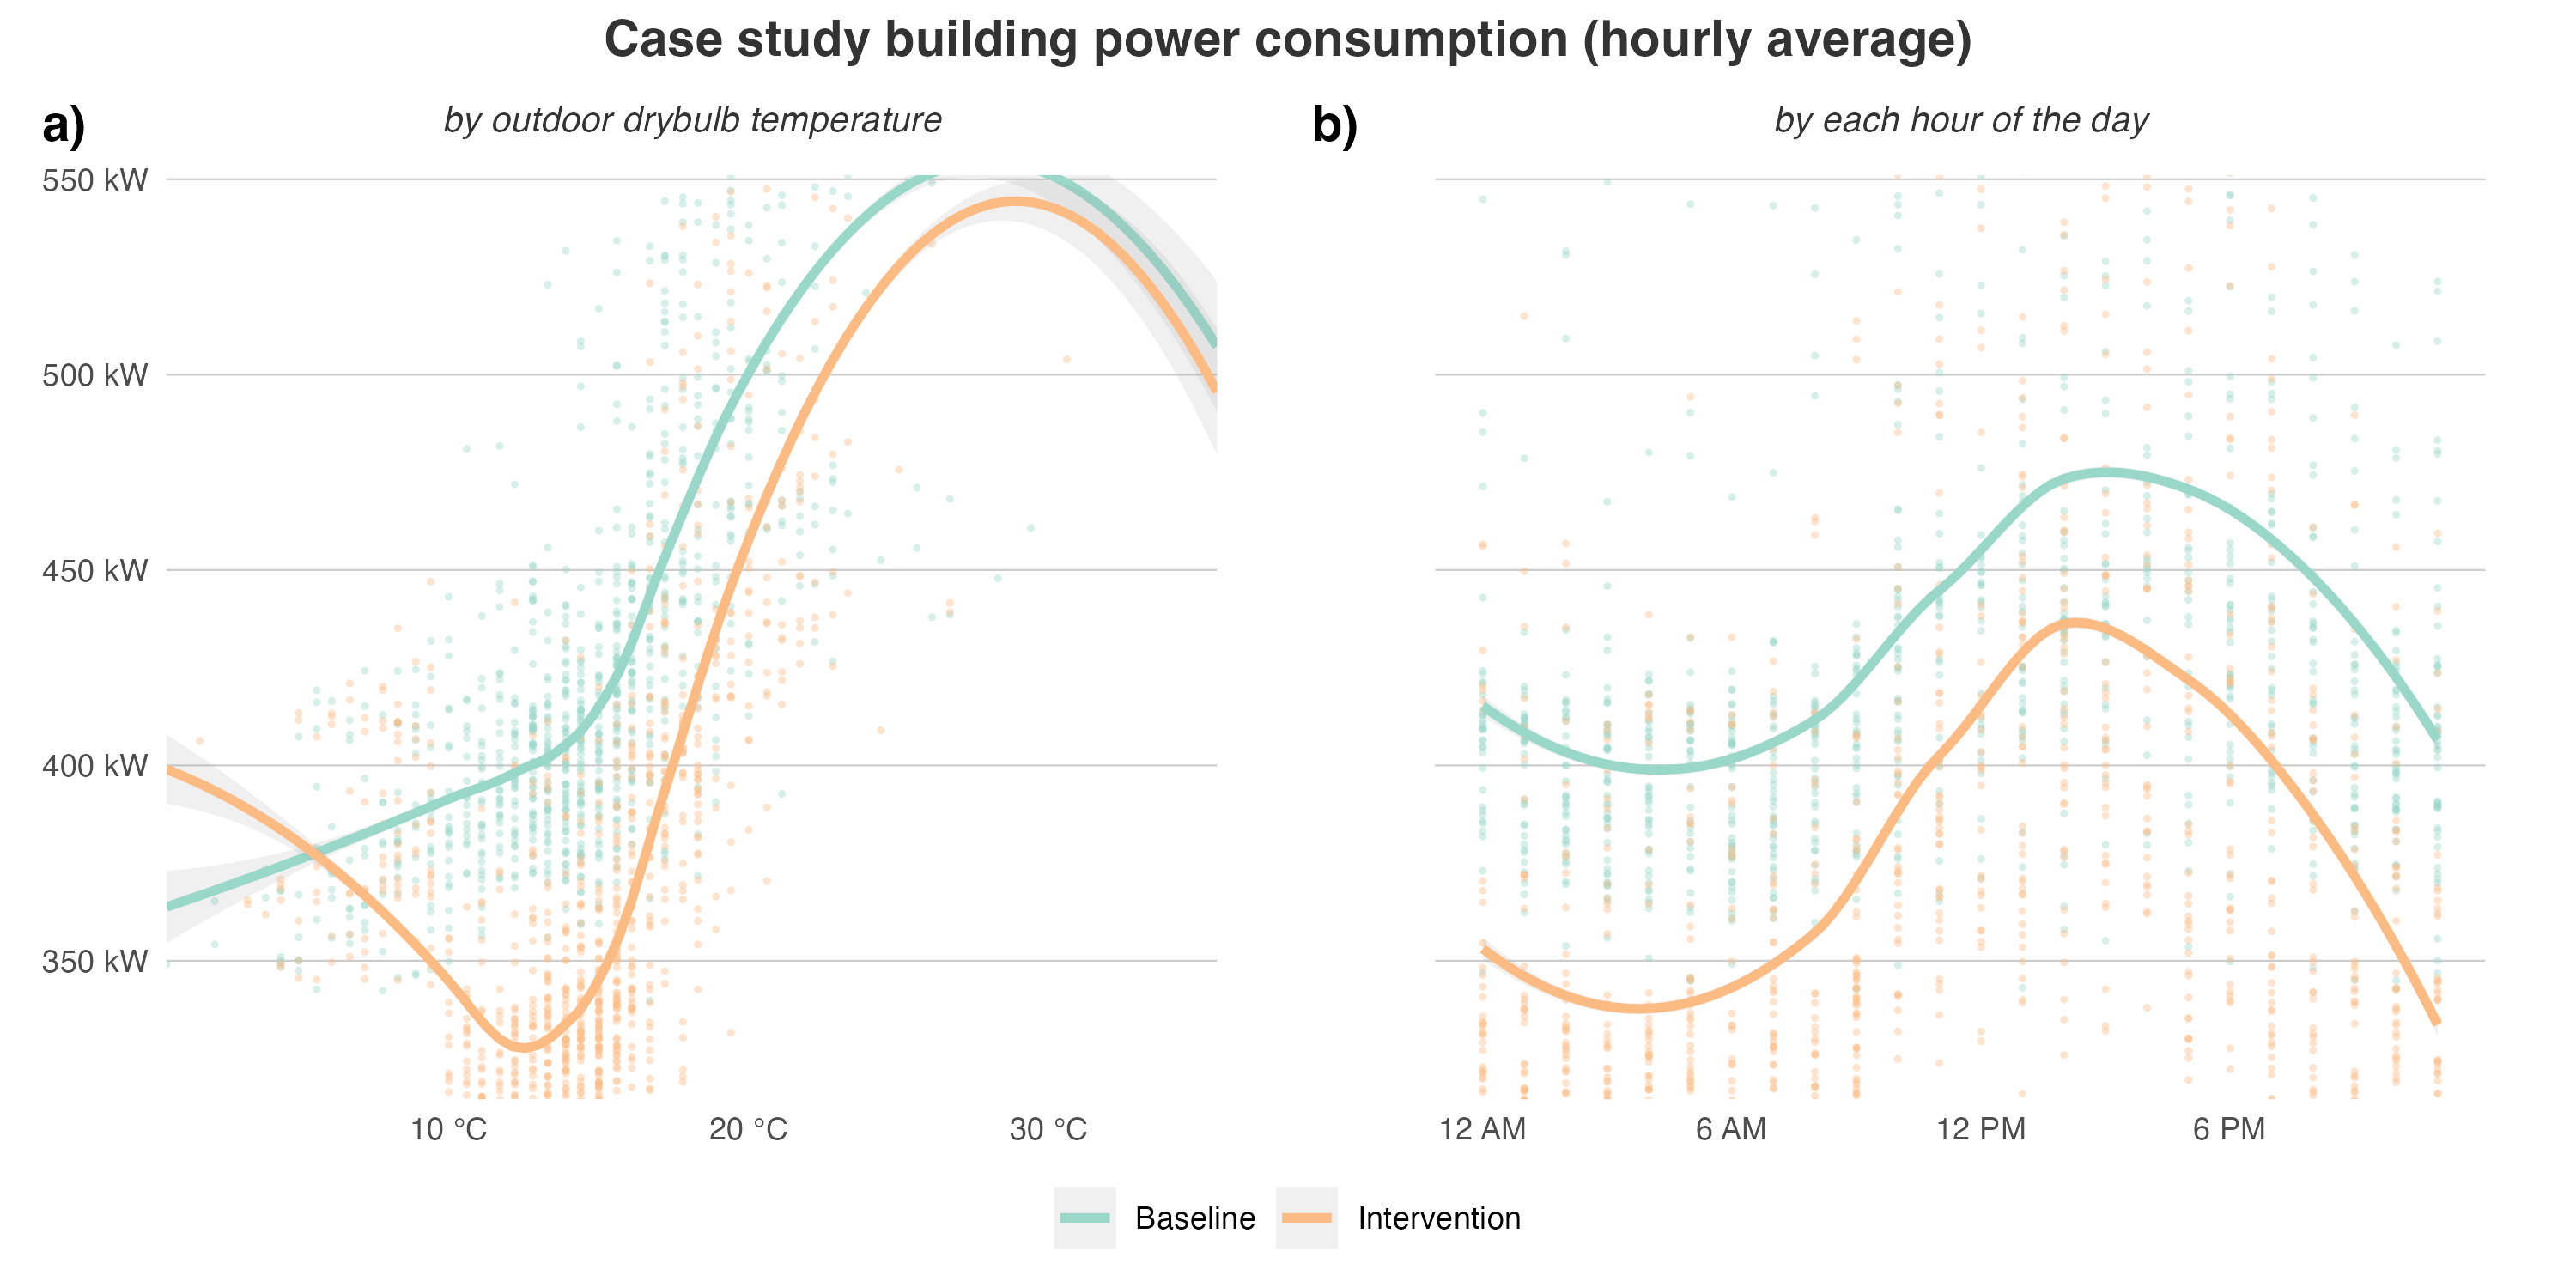 Case study building power consumption (hourly average)
a)
by outdoor drybulb temperature
550 kW
500 kW
450 kW
400 kW
350 kW
10 °C
20 °C
30 °C
b)
by each hour of the day
12 AM
6 AM
12 PM
6 PM
Baseline
Intervention